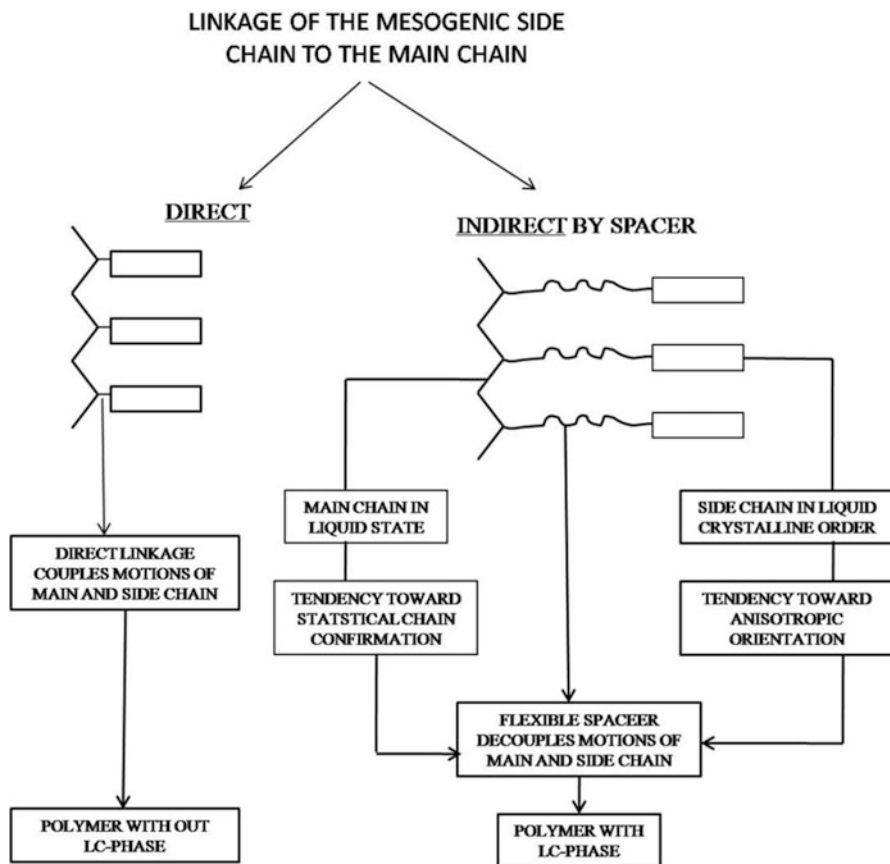 LINKAGE OF THE MESOGENIC SIDE
CHAIN TO THE MAIN CHAIN
DIRECT
INDIRECT BY SPACER
MAIN CHAIN IN
LIQUID STATE
SIDE CHAIN IN LIQUID
CRYSTALLINE ORDER
DIRECT LINKAGE
COUPLES MOTIONS OF
MAIN AND SIDE CHAIN
TENDENCY TOWARD
STATSTICAL CHAIN
CONFIRMATION
TENDENCY TOWARD
ANISOTROPIC
ORIENTATION
FLEXIBLE SPACEER
DECOUPLES MOTIONS OF
MAIN AND SIDE CHAIN
POLYMER WITH OUT
LC-PHASE
POLYMER WITH
LC-PHASE